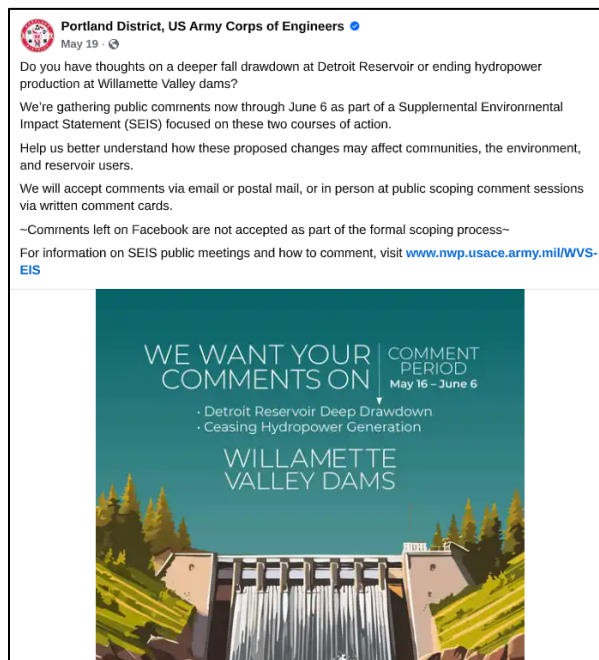 Portland District, US Army Corps of Engineers
May 19 ·
Do you have thoughts on a deeper fall drawdown at Detroit Reservoir or ending hydropower
production at Willamette Valley dams?
We're gathering public comments now through June 6 as part of a Supplemental Environmental
Impact Statement (SEIS) focused on these two courses of action.
Help us better understand how these proposed changes may affect communities, the environment,
and reservoir users.
We will accept comments via email or postal mail, or in person at public scoping comment sessions
via written comment cards.
~Comments left on Facebook are not accepted as part of the formal scoping process~
For information on SEIS public meetings and how to comment, visit www.nwp.usace.army.mil/WVS-
EIS
WE WANT YOUR
COMMENTS ON
COMMENT
PERIOD
May 16 – June 6
· Detroit Reservoir Deep Drawdown
· Ceasing Hydropower Generation
WILLAMETTE
VALLEY DAMS